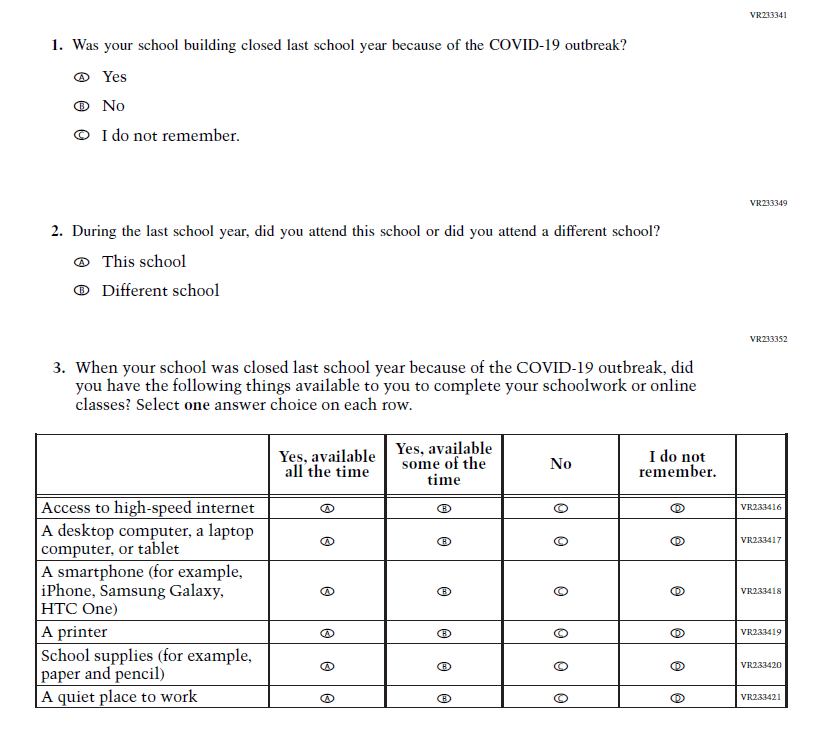 VR233341
1. Was your school building closed last school year because of the COVID-19 outbreak?
Ⓐ Yes
Ⓑ No
Ⓒ I do not remember.
VR233349
2. During the last school year, did you attend this school or did you attend a different school?
Ⓐ This school
Ⓑ Different school
VR233352
3. When your school was closed last school year because of the COVID-19 outbreak, did
you have the following things available to you to complete your schoolwork or online
classes? Select one answer choice on each row.
Yes, available
all the time
Yes, available
some of the
time
No
I do not
remember.
Access to high-speed internet Ⓐ Ⓑ Ⓒ Ⓓ VR233416
A desktop computer, a laptop
computer, or tablet Ⓐ Ⓑ Ⓒ Ⓓ VR233417
A smartphone (for example,
iPhone, Samsung Galaxy,
HTC One) Ⓐ Ⓑ Ⓒ Ⓓ VR233418
A printer Ⓐ Ⓑ Ⓒ Ⓓ VR233419
School supplies (for example,
paper and pencil) Ⓐ Ⓑ Ⓒ Ⓓ VR233420
A quiet place to work Ⓐ Ⓑ Ⓒ Ⓓ VR233421